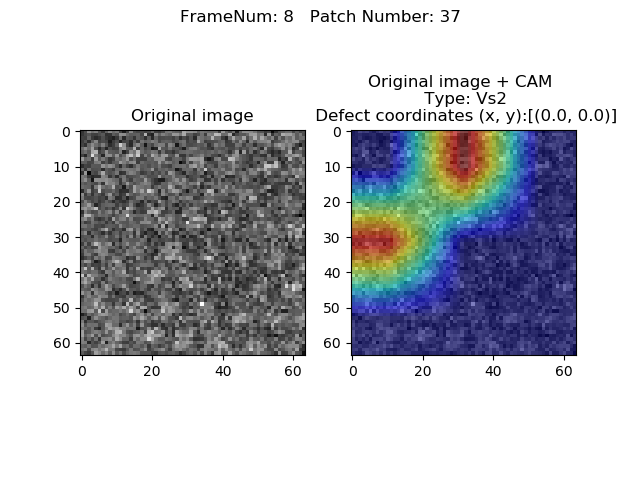 FrameNum: 8   Patch Number: 37
Original image
0
10
20
30
40
50
60
0 20 40 60
Original image + CAM
Type: Vs2
Defect coordinates (x, y):[(0.0, 0.0)]
0
10
20
30
40
50
60
0 20 40 60